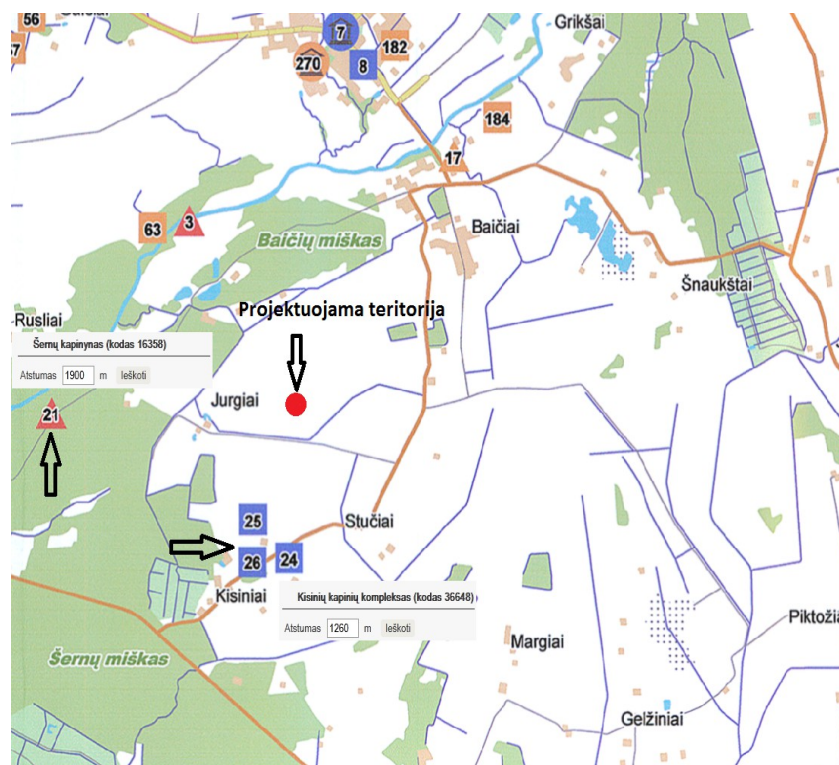 56
57
7
270
182
8
Grikšai
184
17
63
3
Baičių miškas
Baičiai
Šnaukštai
Projektuojama teritorija
Rusliai
Šernų kapinynas (kodas 16358)
Atstumas 1900 m Ieškoti
21
Jurgiai
25
Stučiai
26
24
Kisiniai
Kisinių kapinių kompleksas (kodas 36648)
Atstumas 1260 m Ieškoti
Piktožiai
Margiai
Šernų miškas
Gelžiniai